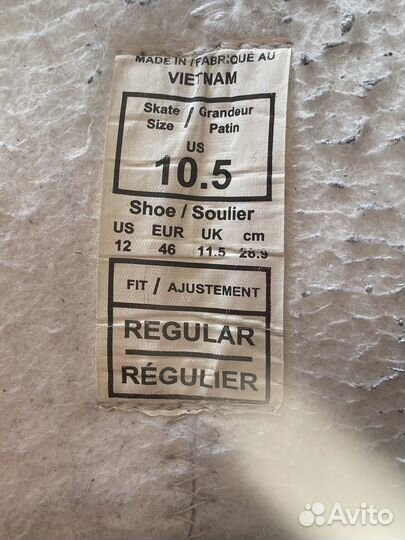 MADE IN / FABRIQUÉ AU
VIETNAM
Skate / Grandeur
Size Patin
US
10.5
Shoe / Soulier
US EUR UK cm
12 46 11.5 28.9
FIT / AJUSTEMENT
REGULAR
RÉGULIER
Avito